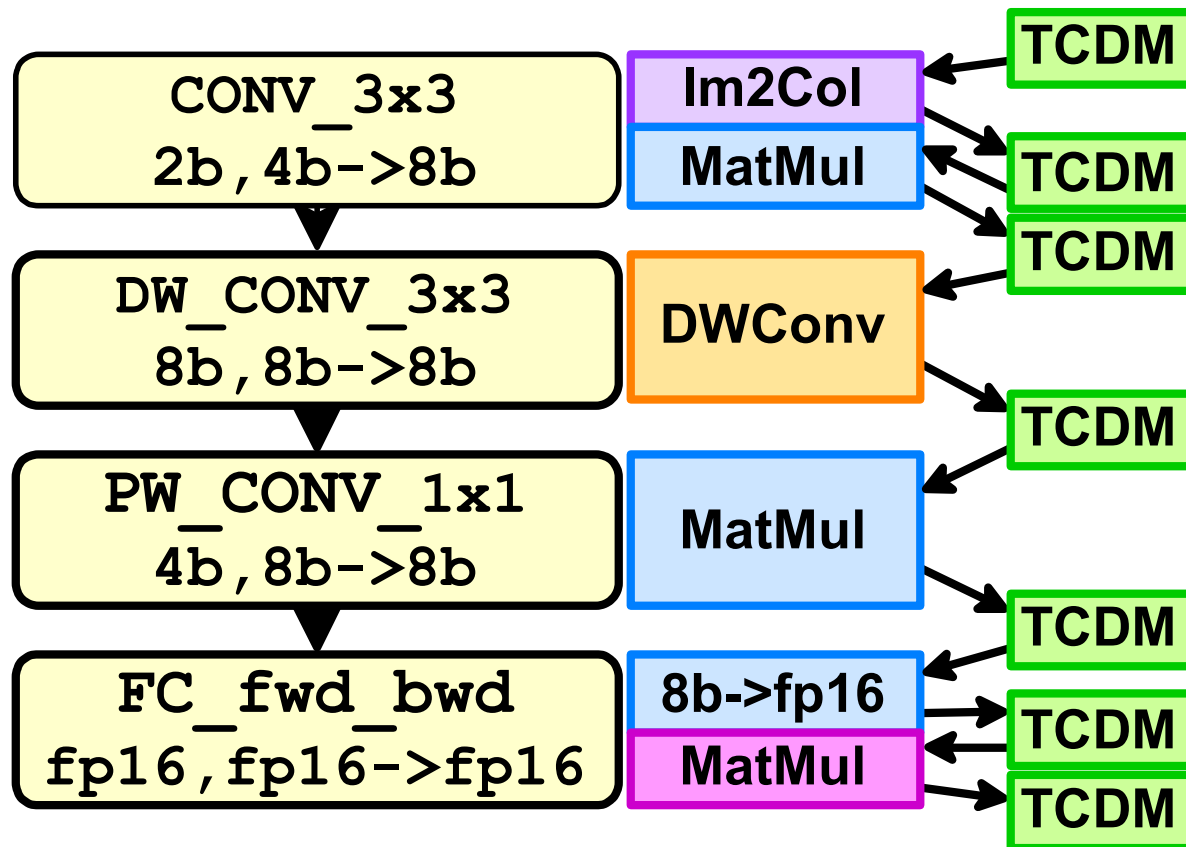 TCDM
CONV_3x3
2b,4b->8b
Im2Col
MatMul
TCDM
TCDM
DW_CONV_3x3
8b,8b->8b
DWConv
TCDM
PW_CONV_1x1
4b,8b->8b
MatMul
TCDM
FC_fwd_bwd
fp16,fp16->fp16
8b->fp16
MatMul
TCDM
TCDM